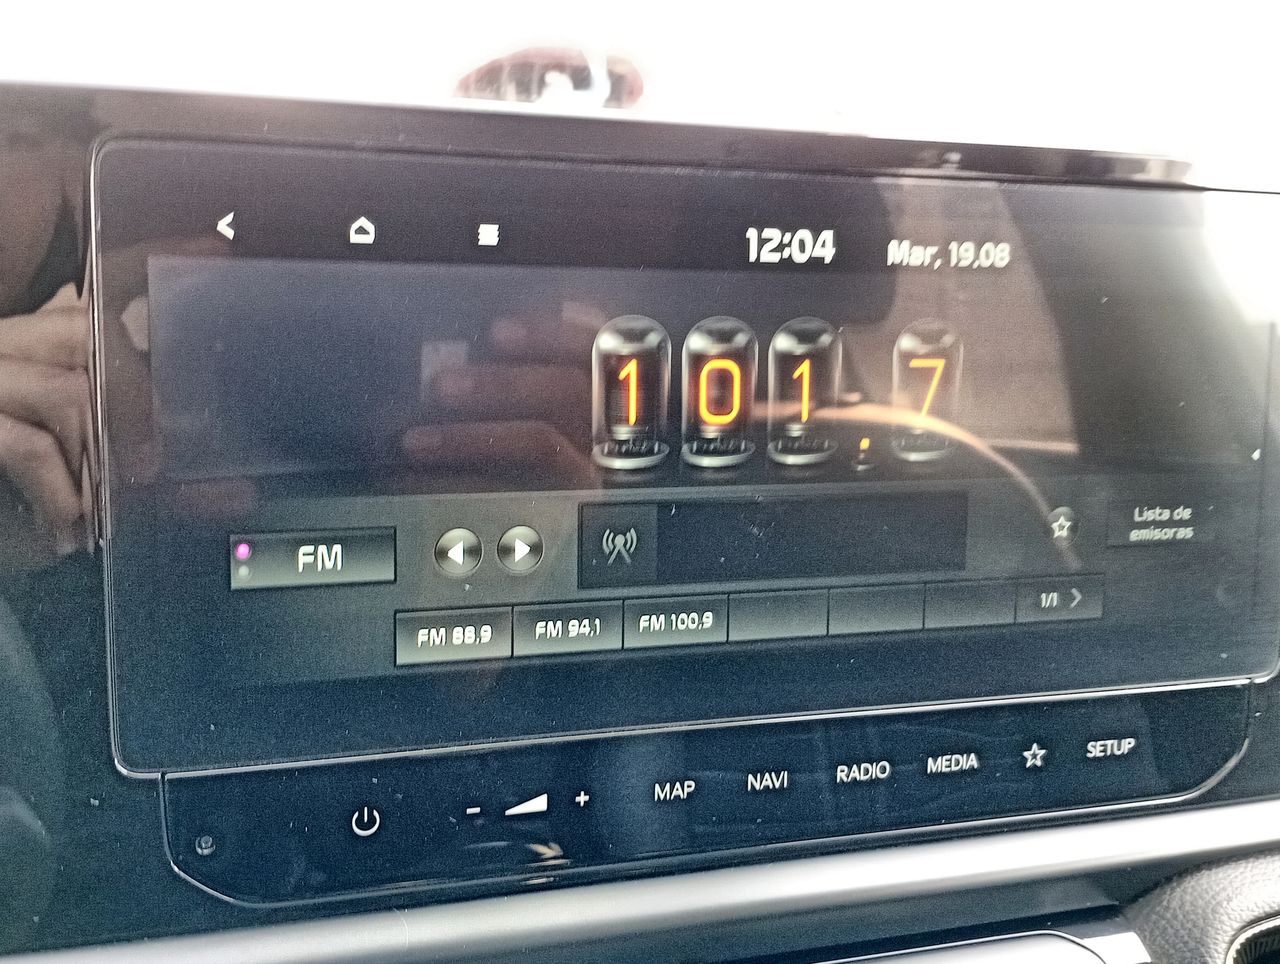 12:04 Mar, 19,08
101.7
FM
Lista de
emisoras
FM 88,9 FM 94,1 FM 100,9 1/1
- + MAP NAVI RADIO MEDIA SETUP